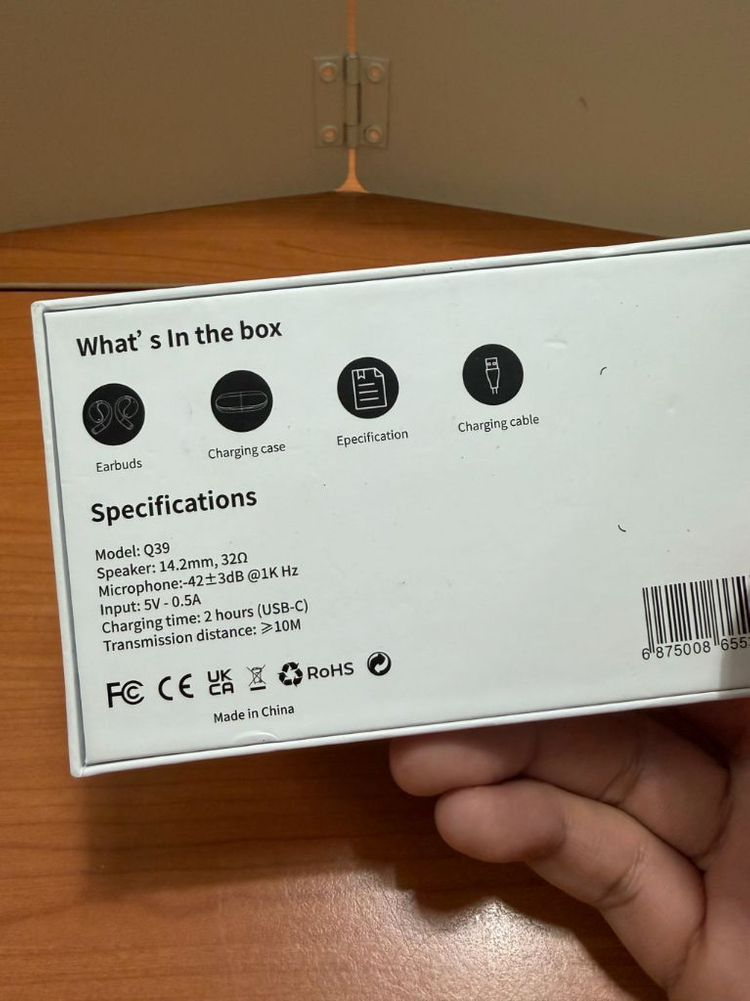 What's In the box
Earbuds
Charging case
Epecification
Charging cable
Specifications
Model: Q39
Speaker: 14.2mm, 32Ω
Microphone:-42±3dB @1K Hz
Input: 5V - 0.5A
Charging time: 2 hours (USB-C)
Transmission distance: ≥10M
FC CE UK CA RoHS
Made in China
6 875008 655